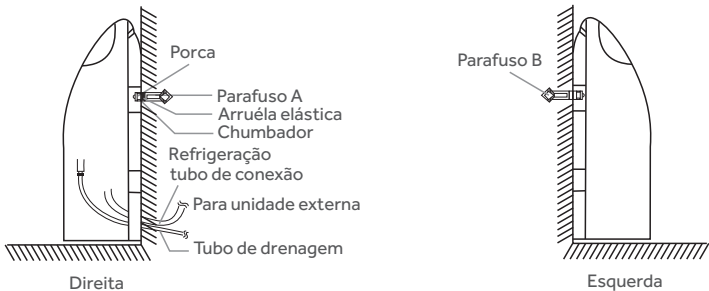 Porca
Parafuso A
Arruéla elástica
Chumbador
Refrigeração
tubo de conexão
Para unidade externa
Tubo de drenagem
Direita
Parafuso B
Esquerda